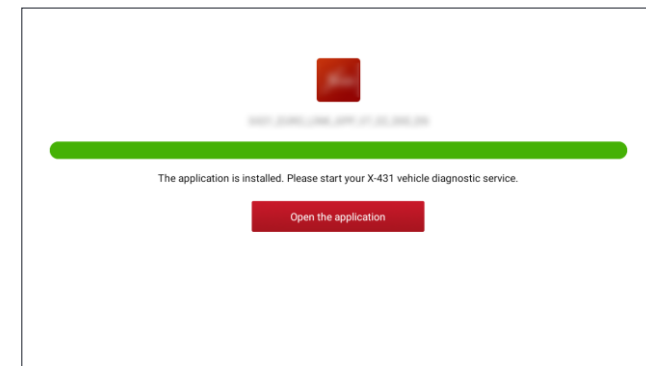 The application is installed. Please start your X-431 vehicle diagnostic service.
Open the application